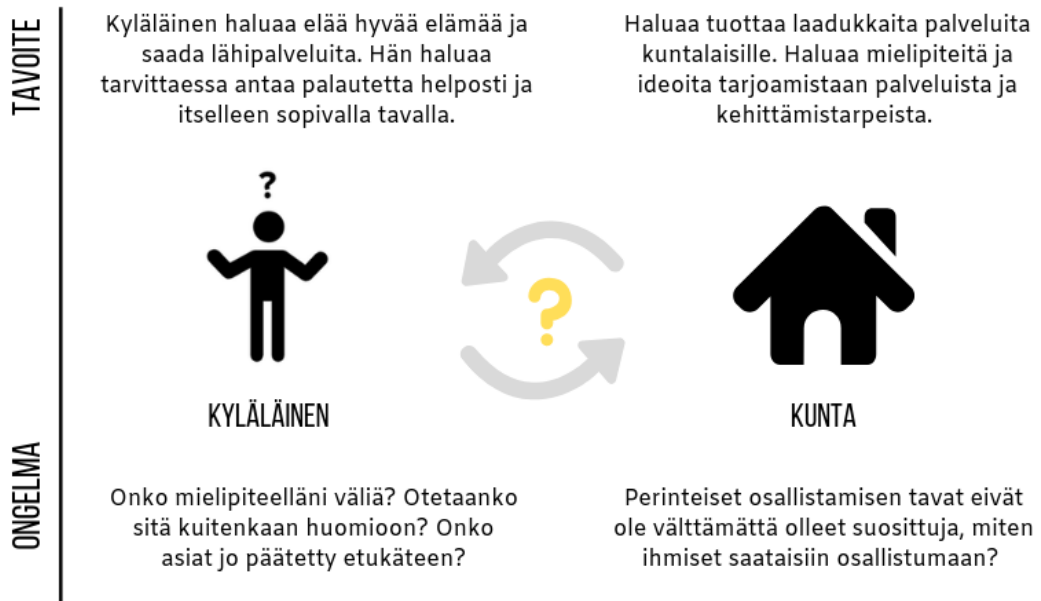 TAVOITE
Kyläläinen haluaa elää hyvää elämää ja
saada lähipalveluita. Hän haluaa
tarvittaessa antaa palautetta helposti ja
itselleen sopivalla tavalla.
Haluaa tuottaa laadukkaita palveluita
kuntalaisille. Haluaa mielipiteitä ja
ideoita tarjoamistaan palveluista ja
kehittämistarpeista.
?
?
KYLÄLÄINEN
KUNTA
ONGELMA
Onko mielipiteelläni väliä? Otetaanko
sitä kuitenkaan huomioon? Onko
asiat jo päätetty etukäteen?
Perinteiset osallistamisen tavat eivät
ole välttämättä olleet suosittuja, miten
ihmiset saataisiin osallistumaan?